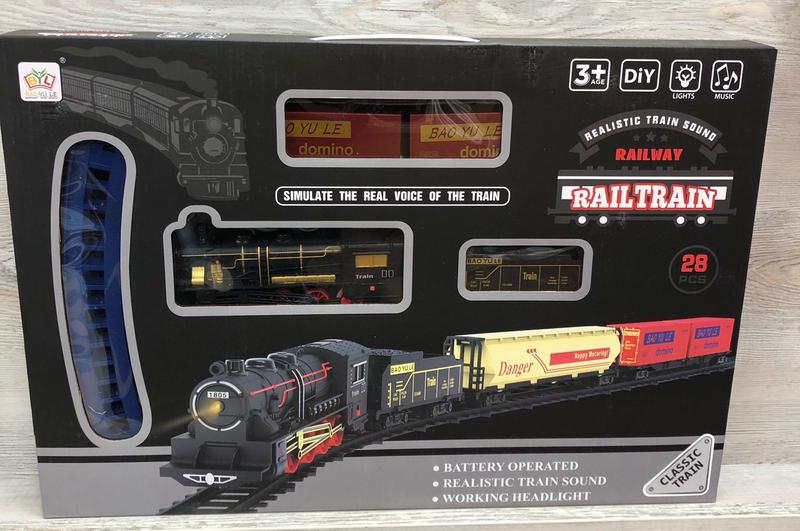 BYL
BAO YU LE
3+
AGE
DiY
LIGHTS
MUSIC
REALISTIC TRAIN SOUND
RAILWAY
RAILTRAIN
28
PCS
O YU LE
domino
BAO YU LE
domin
SIMULATE THE REAL VOICE OF THE TRAIN
Train
BAO YU LE
Train
1805
BAO YU LE
Train
Danger
Happy Motoring!
BAO YU LE
domino
BAO YU LE
domino
• BATTERY OPERATED
• REALISTIC TRAIN SOUND
• WORKING HEADLIGHT
CLASSIC
TRAIN